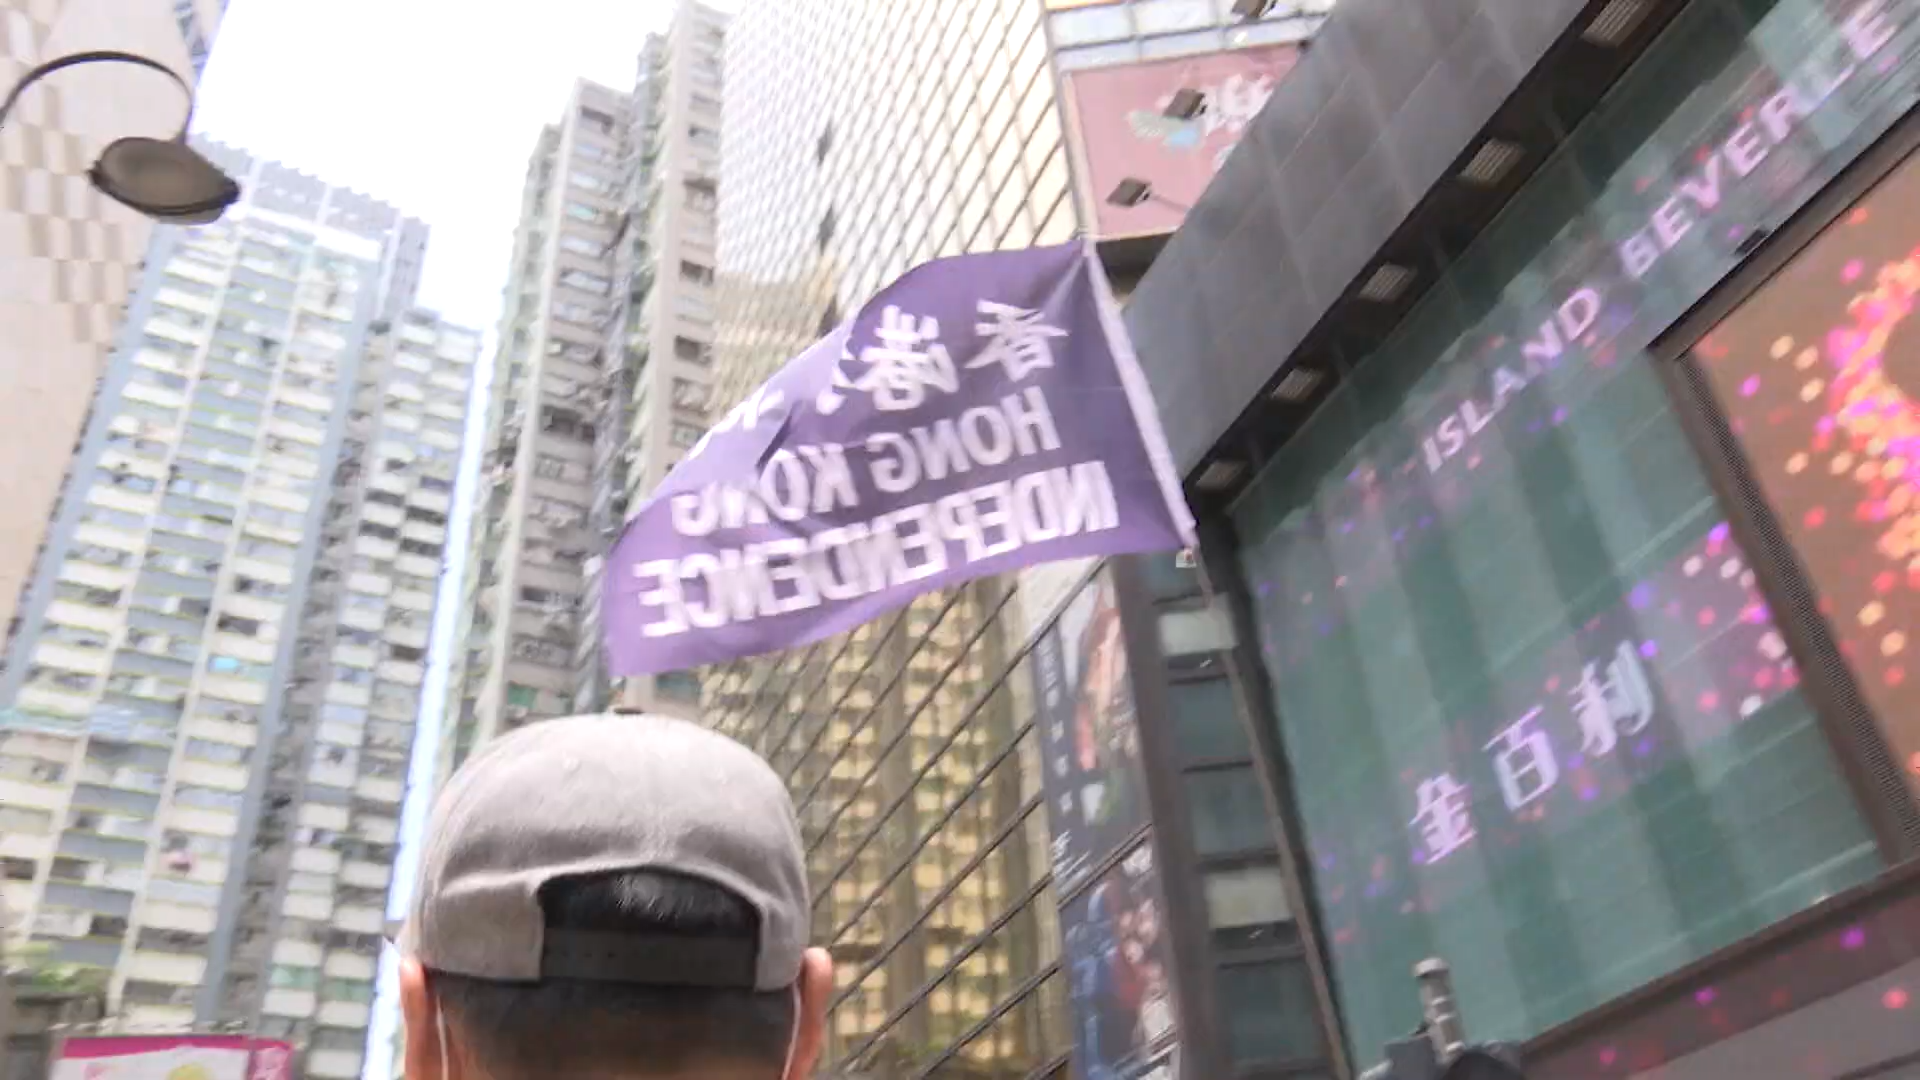 香港
HONG KONG
INDEPENDENCE
ISLAND BEVERLE
金百利